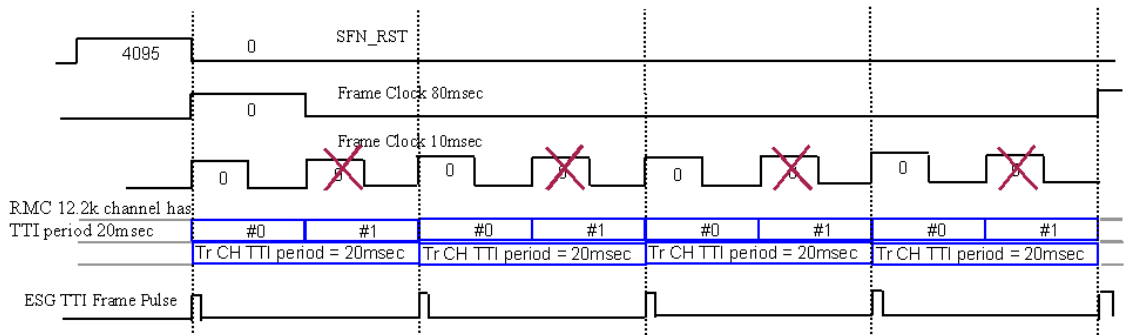 SFN_RST
4095 0
Frame Clock 80msec
0
Frame Clock 10msec
0 0 0 0
RMC 12.2k channel has
TTI period 20msec
#0 #1 #0 #1 #0 #1 #0 #1
Tr CH TTI period = 20msec Tr CH TTI period = 20msec Tr CH TTI period = 20msec Tr CH TTI period = 20msec
ESG TTI Frame Pulse